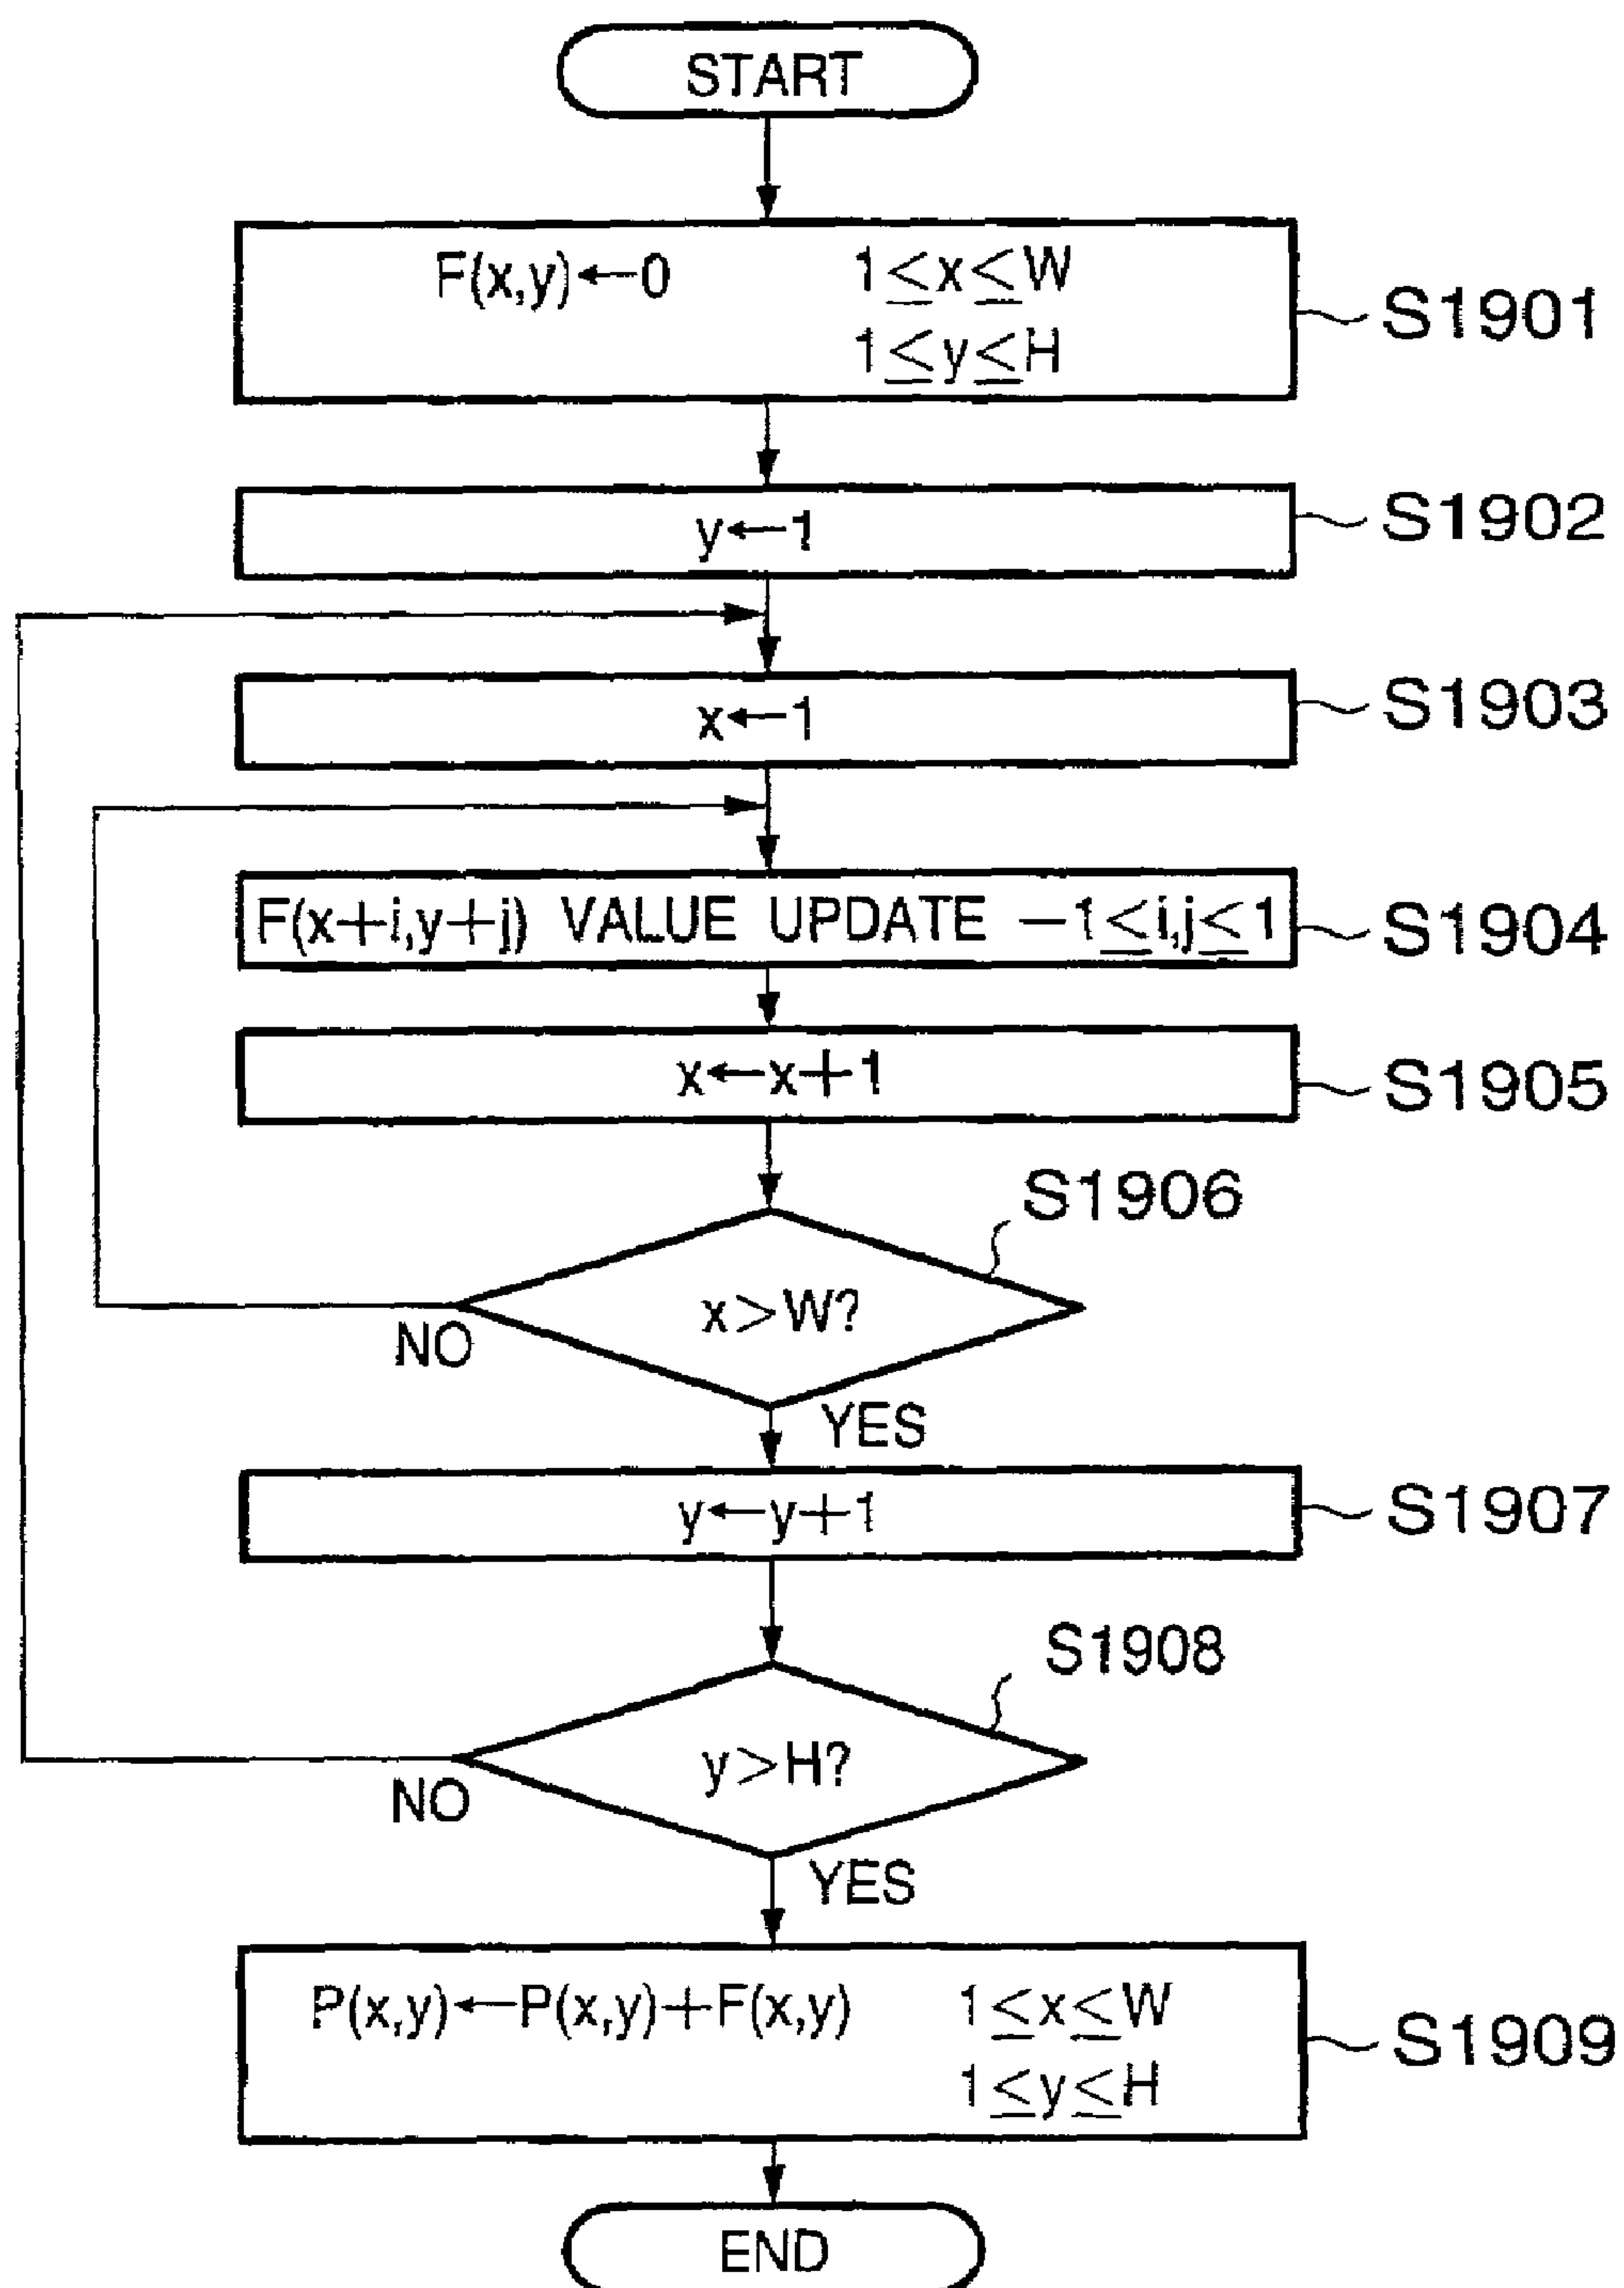 START
F(x,y)←0 1≤x≤W
1≤y≤H
S1901
y←1
S1902
x←1
S1903
F(x+i,y+j) VALUE UPDATE −1≤i,j≤1
S1904
x←x+1
S1905
S1906
x>W?
NO
YES
y←y+1
S1907
S1908
y>H?
NO
YES
P(x,y)←P(x,y)+F(x,y) 1≤x≤W
1≤y≤H
S1909
END